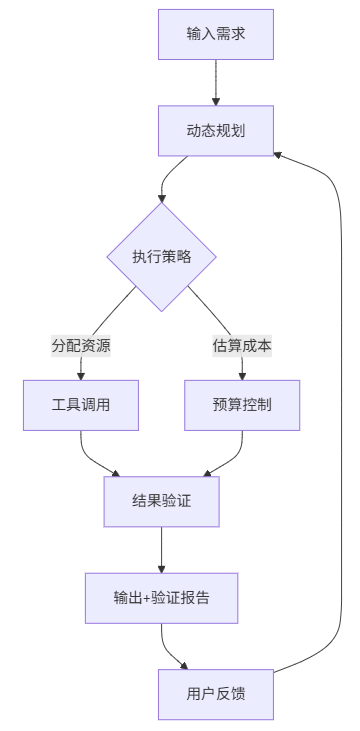 输入需求
动态规划
执行策略
分配资源
估算成本
工具调用
预算控制
结果验证
输出+验证报告
用户反馈